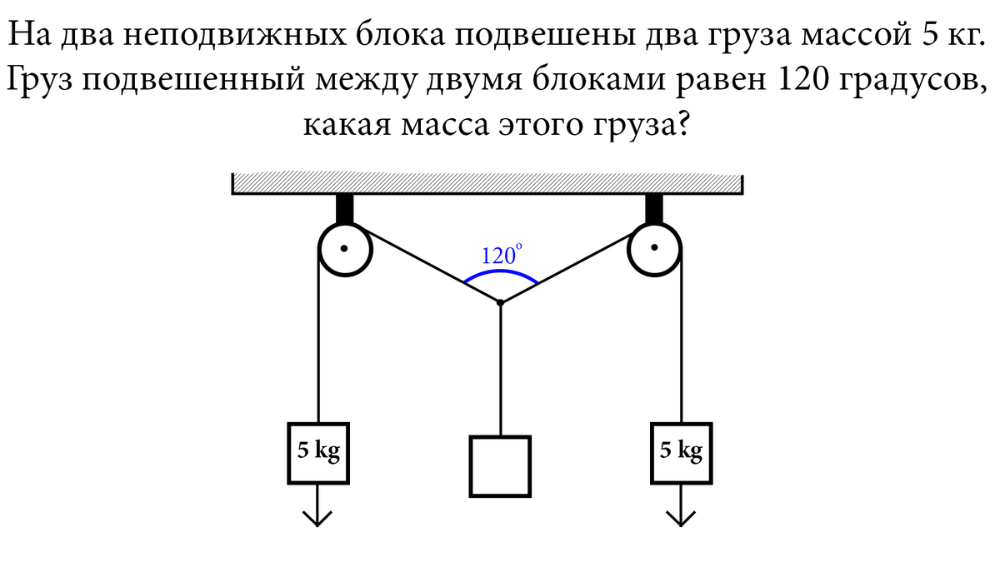 На два неподвижных блока подвешены два груза массой 5 кг.
Груз подвешенный между двумя блоками равен 120 градусов,
какая масса этого груза?
120°
5 kg
5 kg